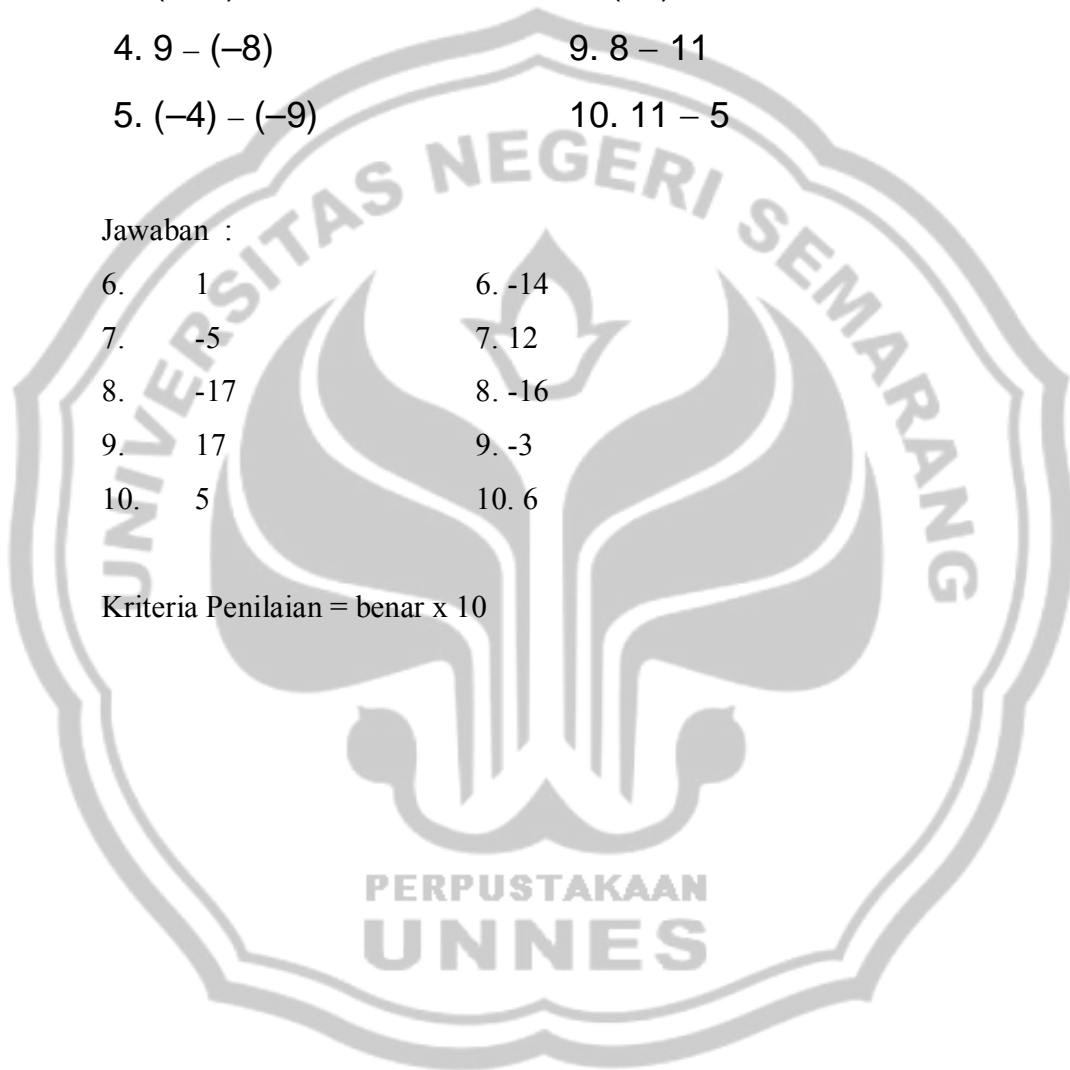 4. 9 – (–8) 9. 8 – 11
5. (–4) – (–9) 10. 11 – 5
UNIVERSITAS NEGERI SEMARANG
Jawaban :
6. 1 6. -14
7. -5 7. 12
8. -17 8. -16
9. 17 9. -3
10. 5 10. 6
Kriteria Penilaian = benar x 10
PERPUSTAKAAN
UNNES